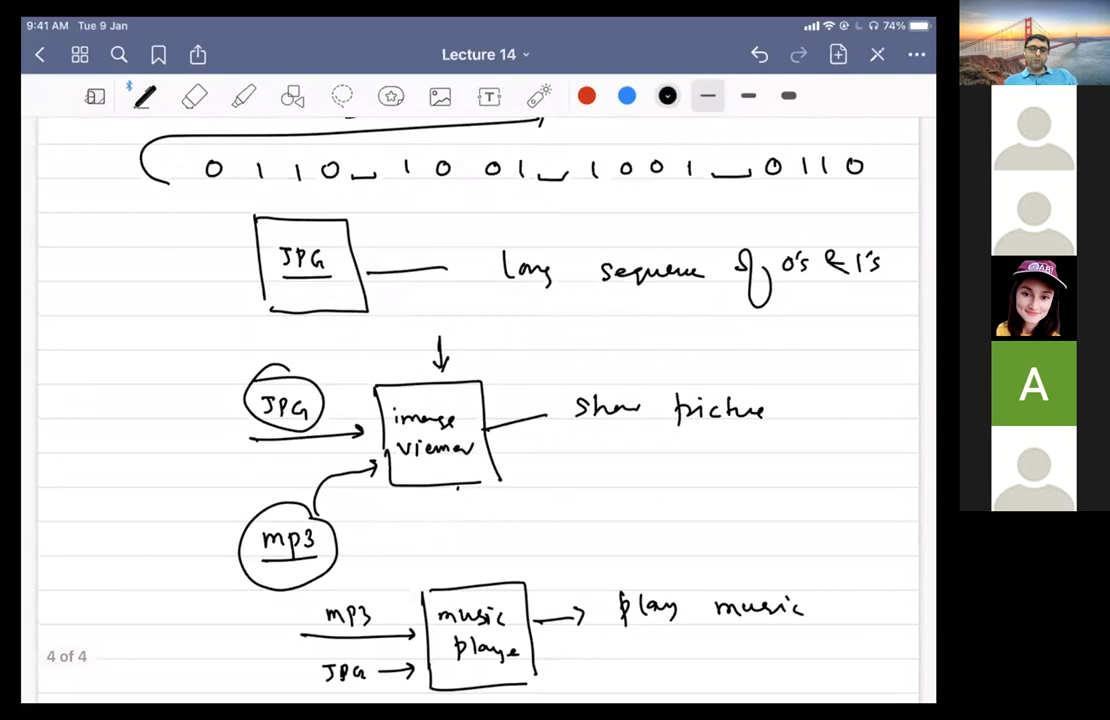 9:41 AM Tue 9 Jan
74%
Lecture 14
T
0 1 1 0 1 0 0 1 1 0 0 1 0 1 1 0
JPG
Long sequence of 0's & 1's
JPG
image
viewer
show picture
mp3
mp3
music
playe
play music
JPG
4 of 4
A